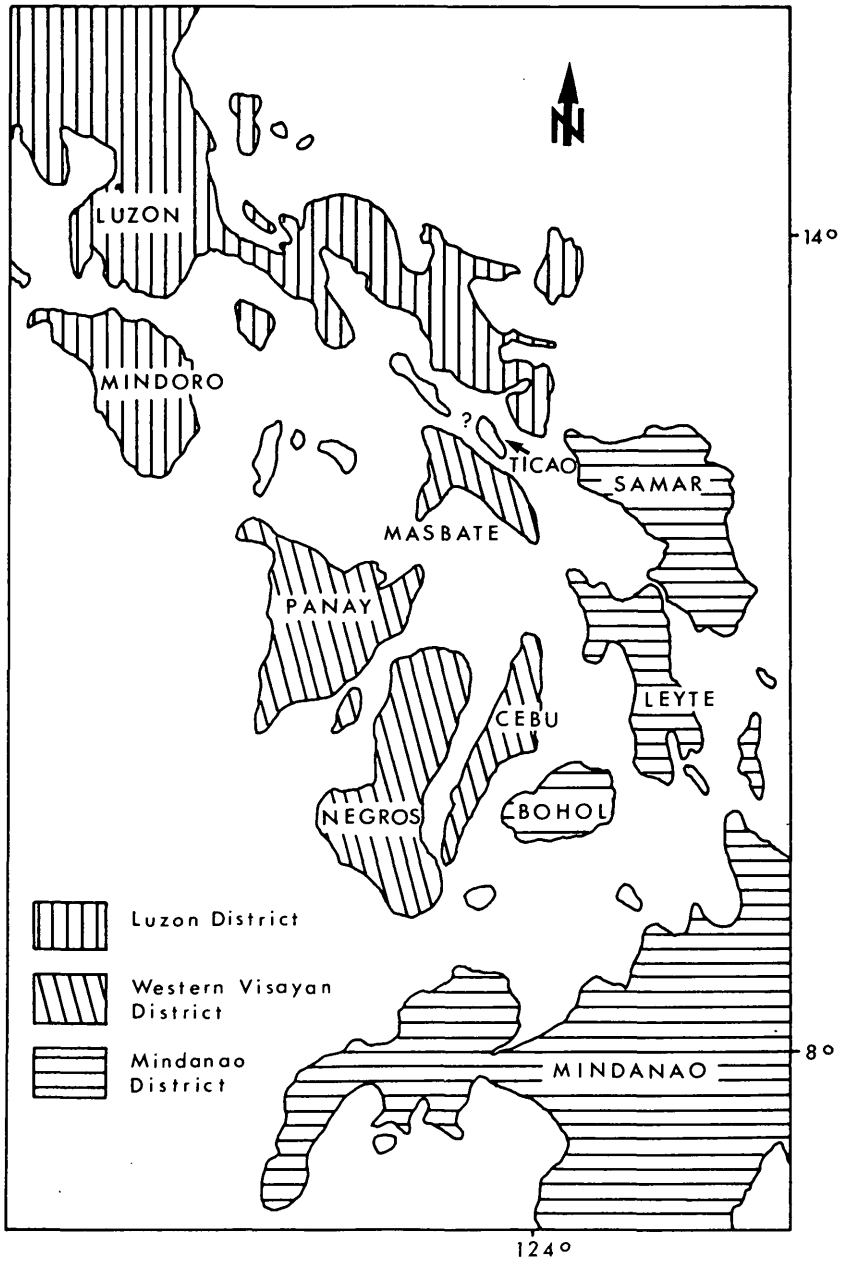 N
14°
LUZON
MINDORO
?
TICAO
SAMAR
MASBATE
PANAY
LEYTE
CEBU
NEGROS
BOHOL
Luzon District
Western Visayan
District
Mindanao
District
8°
MINDANAO
124°